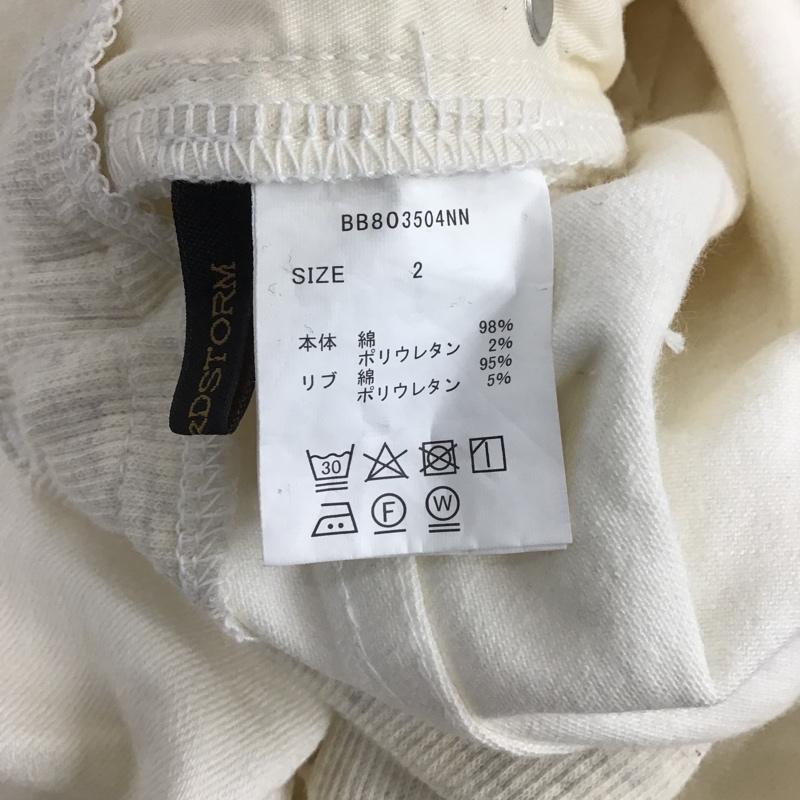 BB803504NN
SIZE 2
本体 綿 98%
ポリウレタン 2%
リブ 綿 95%
ポリウレタン 5%
30
F W
RDSTORM